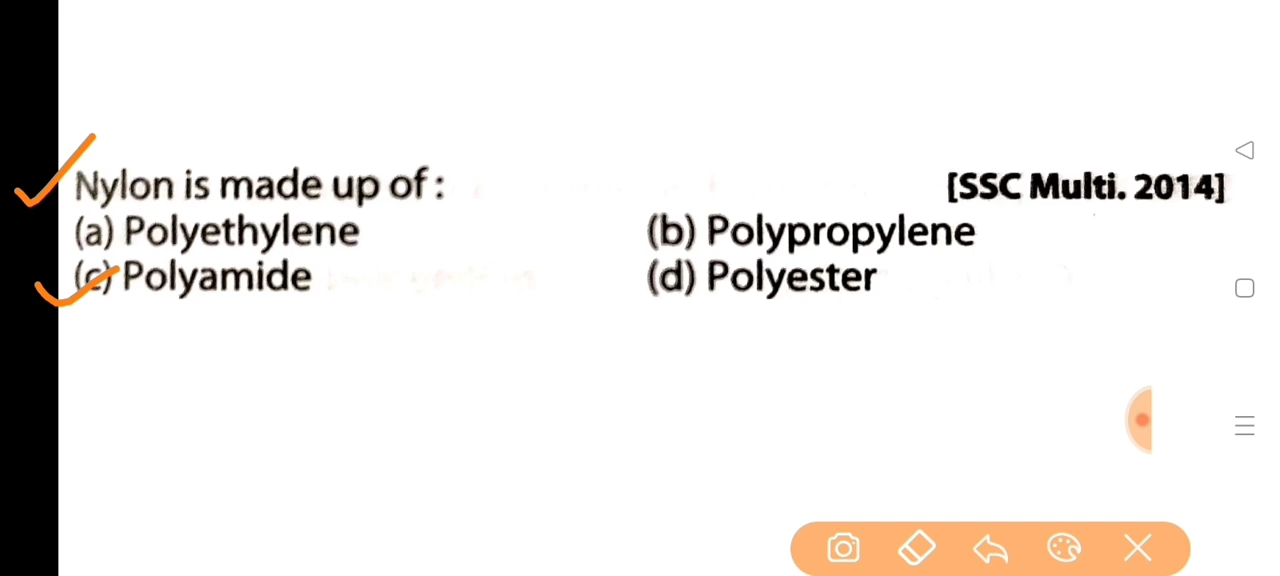 Nylon is made up of : [SSC Multi. 2014]
(a) Polyethylene (b) Polypropylene
(c) Polyamide (d) Polyester